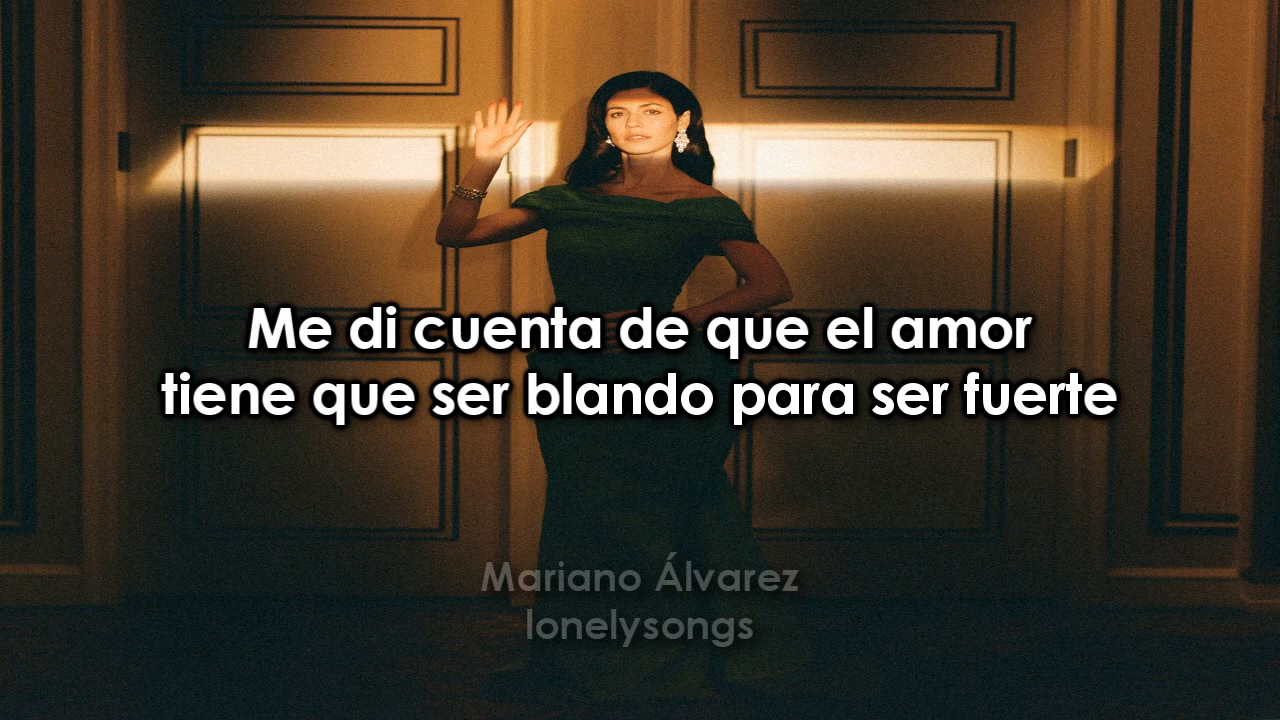 Me di cuenta de que el amor
tiene que ser blando para ser fuerte
Mariano Álvarez
lonelysongs